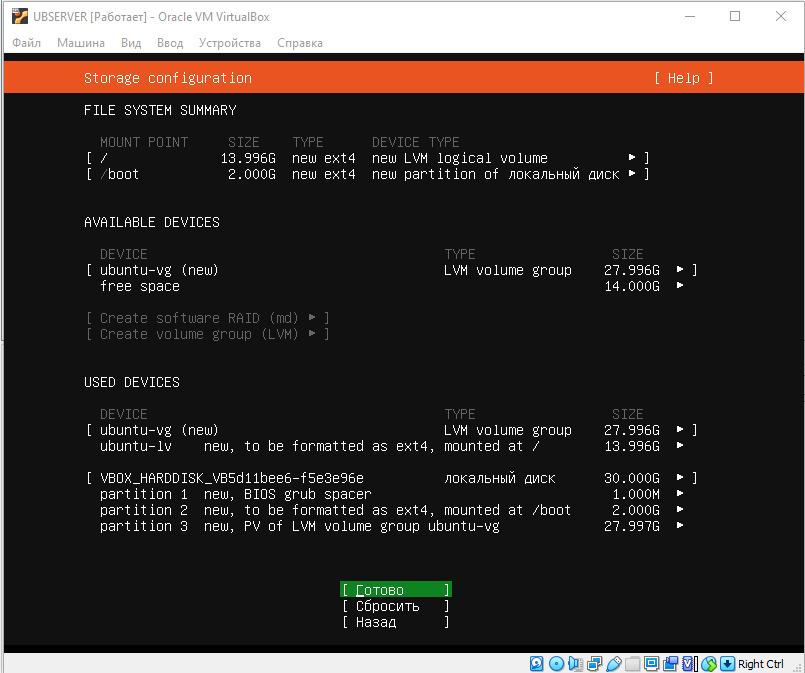 UBSERVER [Работает] - Oracle VM VirtualBox
Файл Машина Вид Ввод Устройства Справка
Storage configuration [ Help ]
FILE SYSTEM SUMMARY
MOUNT POINT SIZE TYPE DEVICE TYPE
[ / 13.996G new ext4 new LVM logical volume ▸ ]
[ /boot 2.000G new ext4 new partition of локальный диск ▸ ]
AVAILABLE DEVICES
DEVICE TYPE SIZE
[ ubuntu-vg (new) LVM volume group 27.996G ▸ ]
free space 14.000G ▸
[ Create software RAID (md) ▸ ]
[ Create volume group (LVM) ▸ ]
USED DEVICES
DEVICE TYPE SIZE
[ ubuntu-vg (new) LVM volume group 27.996G ▸ ]
ubuntu-lv new, to be formatted as ext4, mounted at / 13.996G ▸
[ VBOX_HARDDISK_VB5d11bee6-f5e3e96e локальный диск 30.000G ▸ ]
partition 1 new, BIOS grub spacer 1.000M ▸
partition 2 new, to be formatted as ext4, mounted at /boot 2.000G ▸
partition 3 new, PV of LVM volume group ubuntu-vg 27.997G ▸
[ Готово ]
[ Сбросить ]
[ Назад ]
Right Ctrl